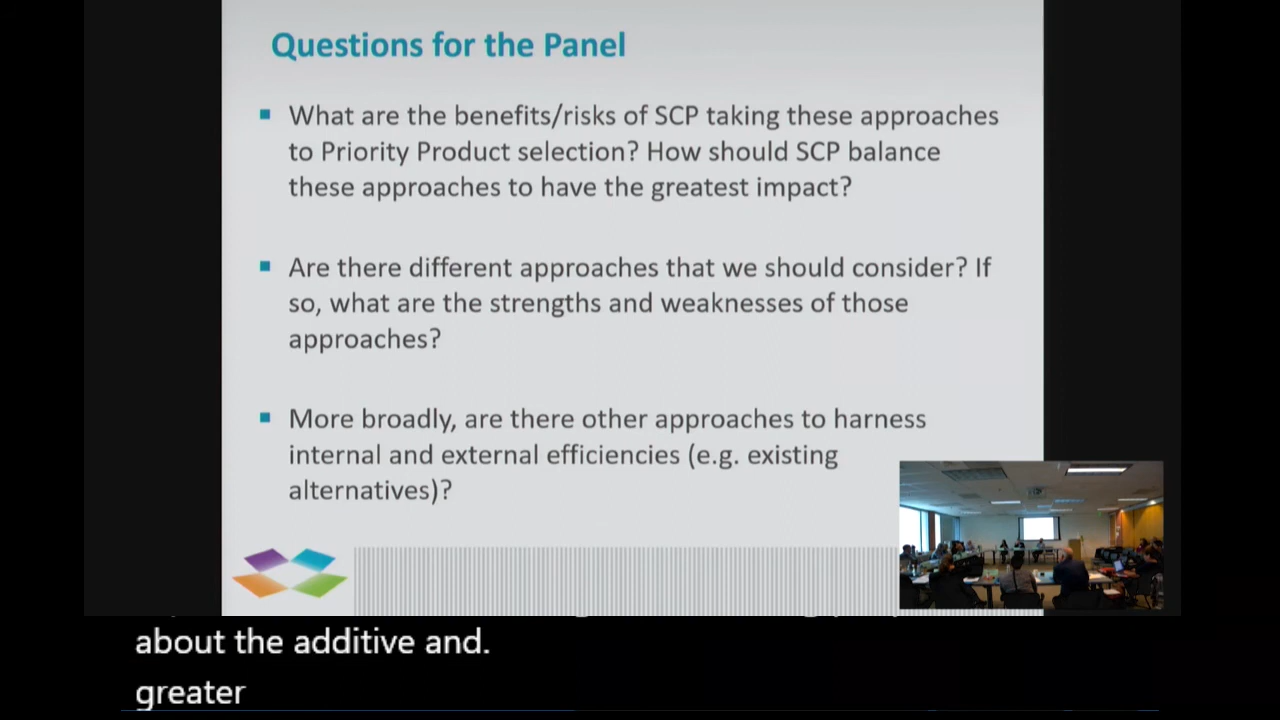 Questions for the Panel
What are the benefits/risks of SCP taking these approaches
to Priority Product selection? How should SCP balance
these approaches to have the greatest impact?
Are there different approaches that we should consider? If
so, what are the strengths and weaknesses of those
approaches?
More broadly, are there other approaches to harness
internal and external efficiencies (e.g. existing
alternatives)?
about the additive and.
greater